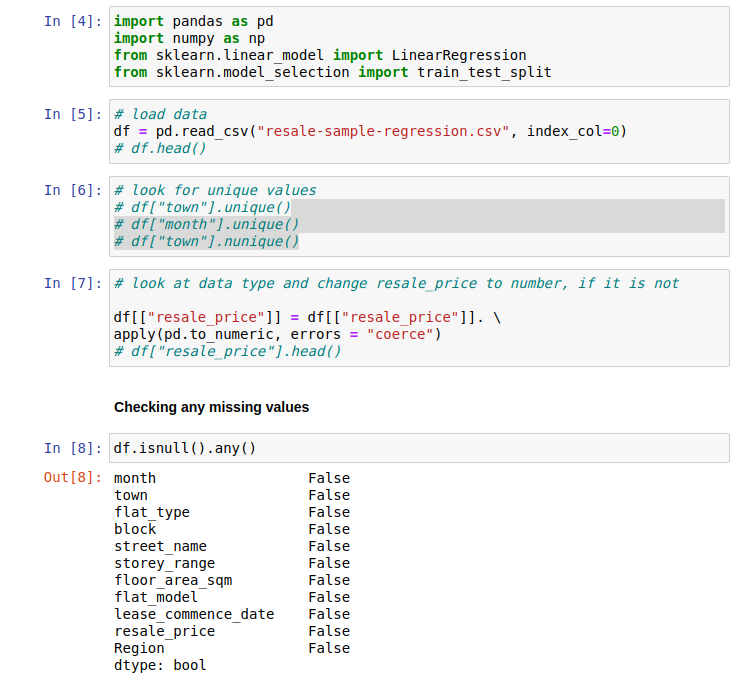 In [4]: import pandas as pd
import numpy as np
from sklearn.linear_model import LinearRegression
from sklearn.model_selection import train_test_split
In [5]: # load data
df = pd.read_csv("resale-sample-regression.csv", index_col=0)
# df.head()
In [6]: # look for unique values
# df["town"].unique()
# df["month"].unique()
# df["town"].nunique()
In [7]: # look at data type and change resale_price to number, if it is not
df[["resale_price"]] = df[["resale_price"]]. \
apply(pd.to_numeric, errors = "coerce")
# df["resale_price"].head()
Checking any missing values
In [8]: df.isnull().any()
Out[8]: month False
town False
flat_type False
block False
street_name False
storey_range False
floor_area_sqm False
flat_model False
lease_commence_date False
resale_price False
Region False
dtype: bool